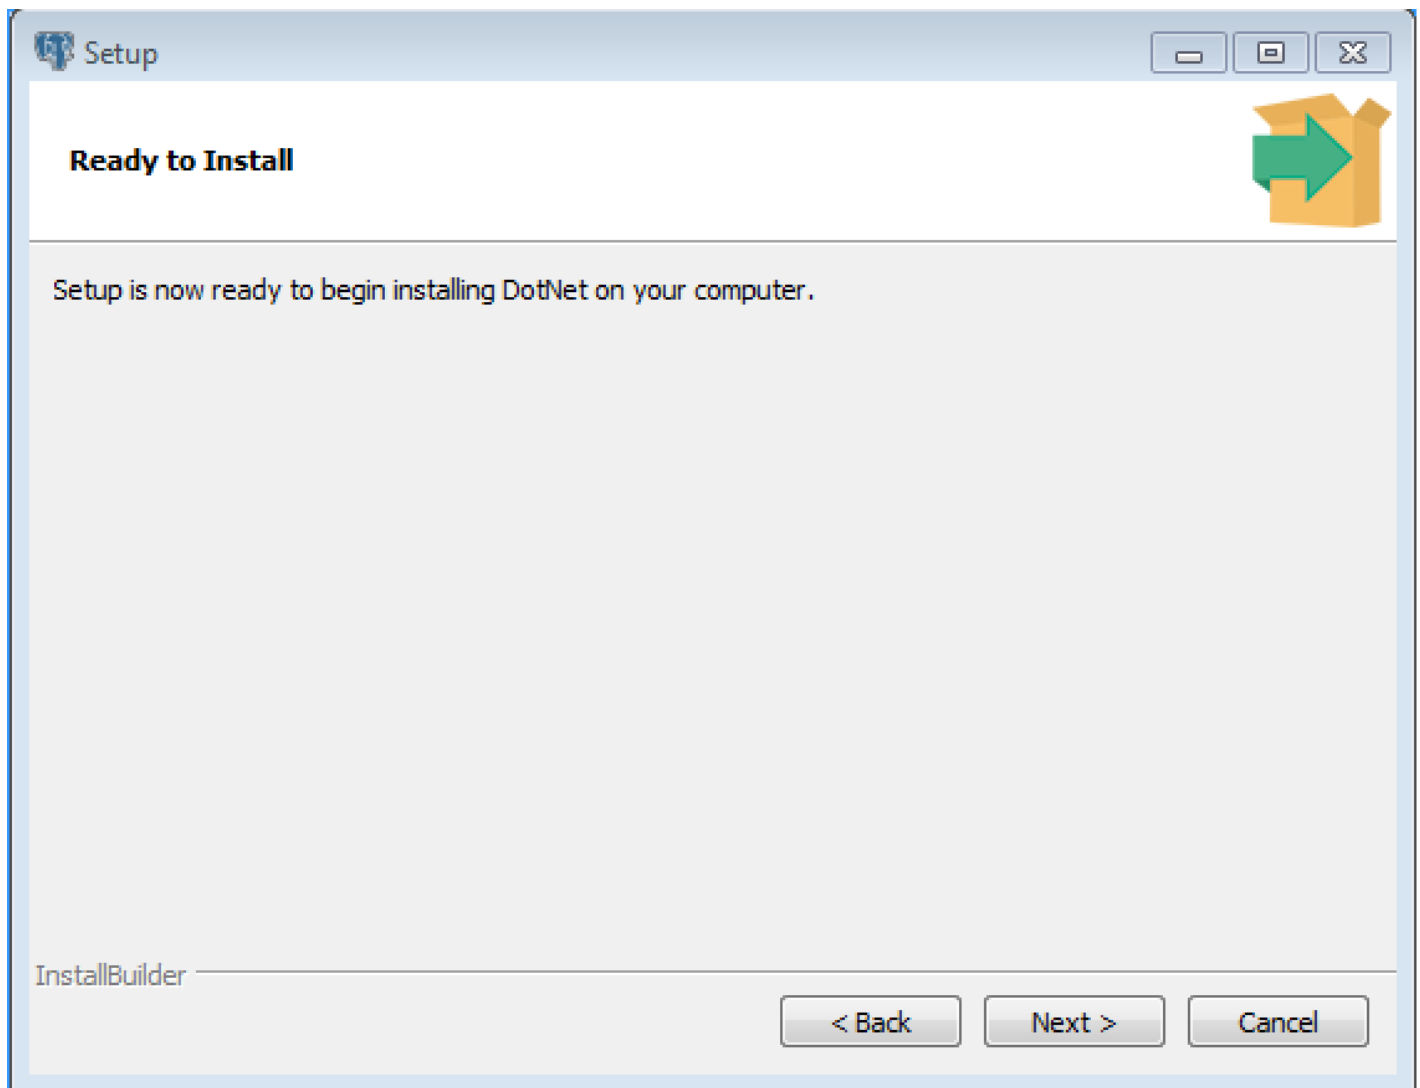 Setup
Ready to Install
Setup is now ready to begin installing DotNet on your computer.
InstallBuilder
< Back
Next >
Cancel